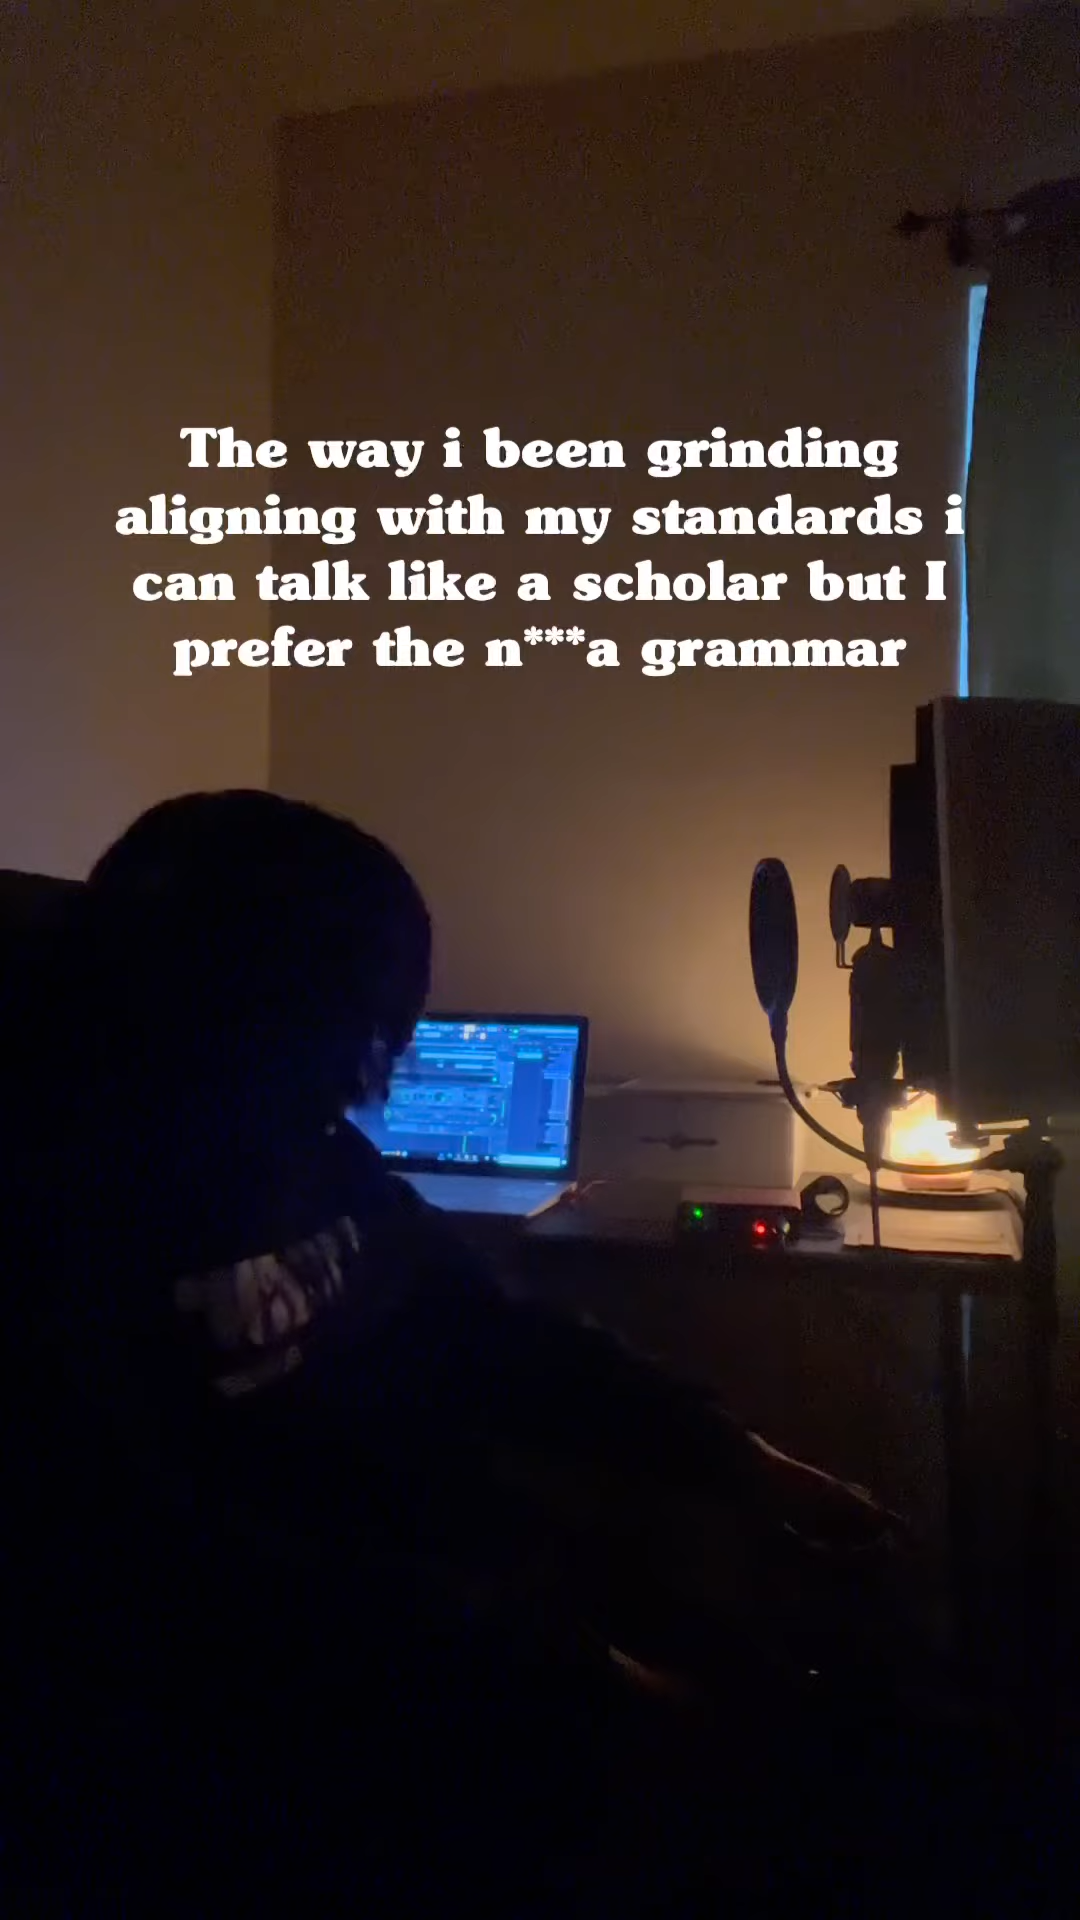 The way i been grinding
aligning with my standards i
can talk like a scholar but I
prefer the n***a grammar